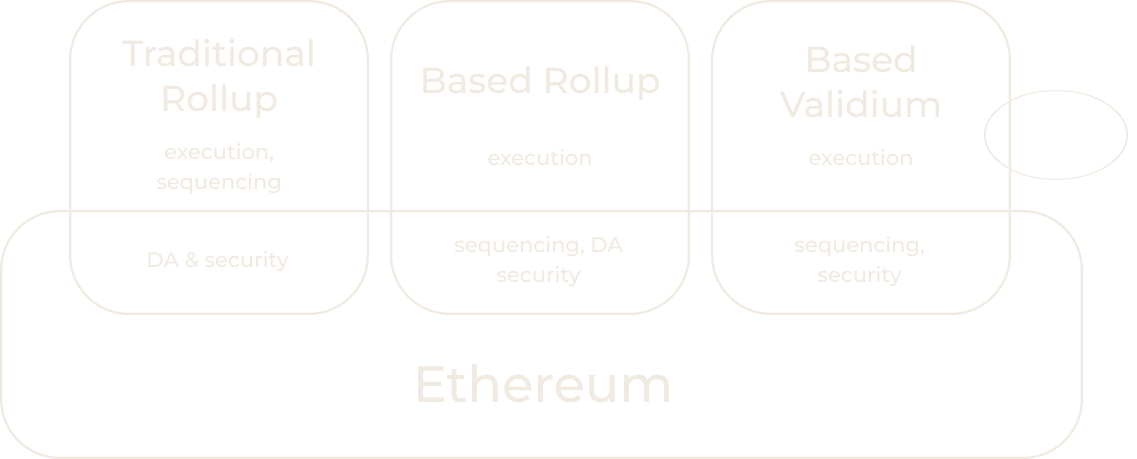 Traditional
Rollup
execution,
sequencing
DA & security
Based Rollup
execution
sequencing, DA
security
Based
Validium
execution
sequencing,
security
Ethereum